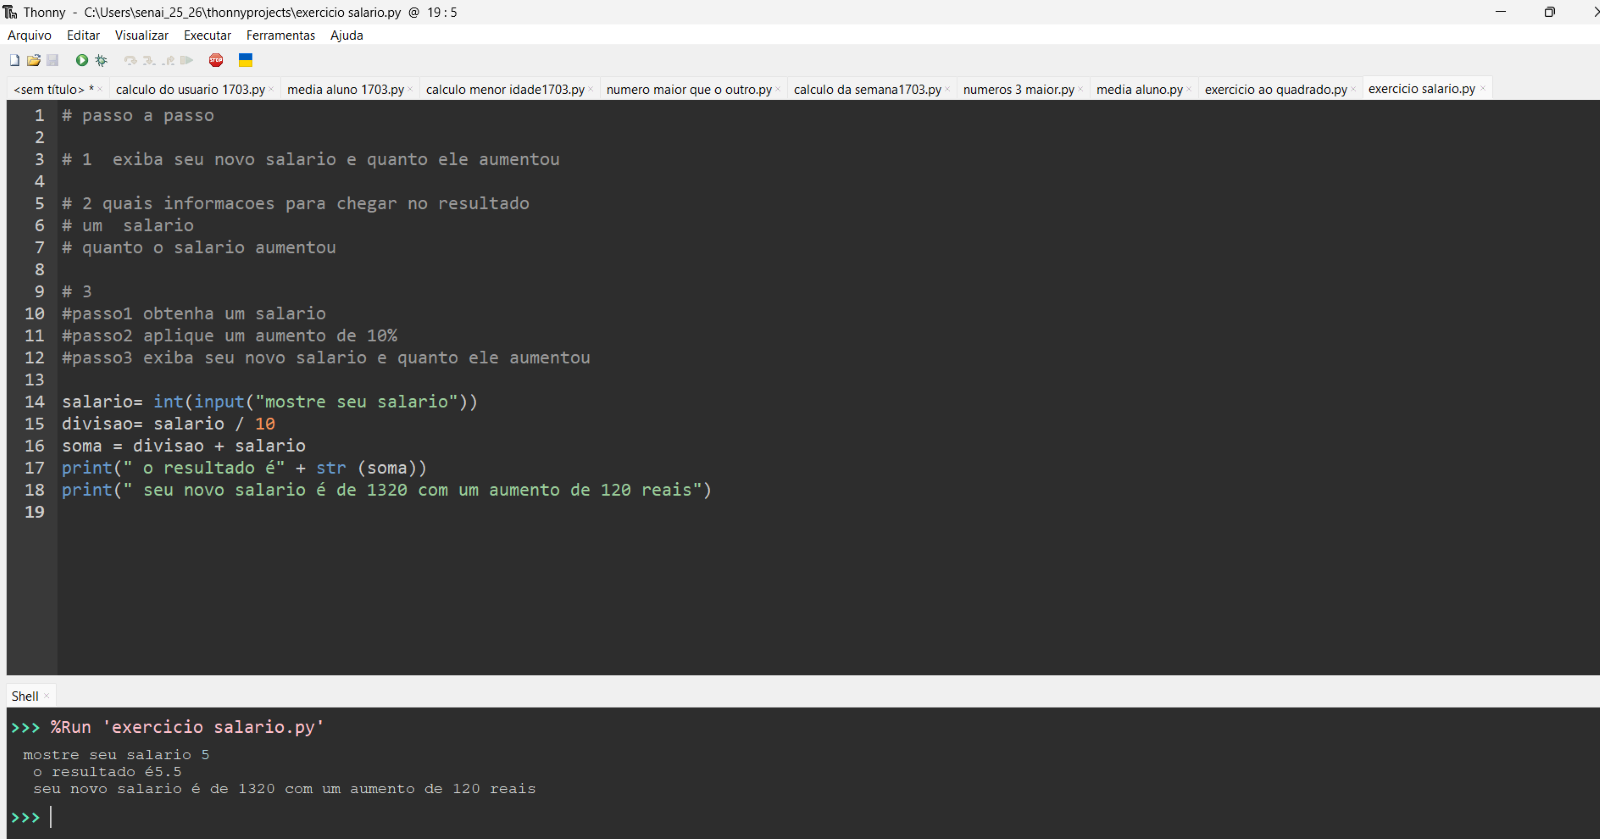 Thonny - C:\Users\senai_25_26\thonnyprojects\exercicio salario.py @ 19:5
Arquivo Editar Visualizar Executar Ferramentas Ajuda
STOP
<sem título> * calculo do usuario 1703.py media aluno 1703.py calculo menor idade1703.py numero maior que o outro.py calculo da semana1703.py numeros 3 maior.py media aluno.py exercicio ao quadrado.py exercicio salario.py
1 # passo a passo
2
3 # 1  exiba seu novo salario e quanto ele aumentou
4
5 # 2 quais informacoes para chegar no resultado
6 # um  salario
7 # quanto o salario aumentou
8
9 # 3
10 #passo1 obtenha um salario
11 #passo2 aplique um aumento de 10%
12 #passo3 exiba seu novo salario e quanto ele aumentou
13
14 salario= int(input("mostre seu salario"))
15 divisao= salario / 10
16 soma = divisao + salario
17 print(" o resultado é" + str (soma))
18 print(" seu novo salario é de 1320 com um aumento de 120 reais")
19
Shell
>>> %Run 'exercicio salario.py'
mostre seu salario 5
o resultado é5.5
seu novo salario é de 1320 com um aumento de 120 reais
>>>